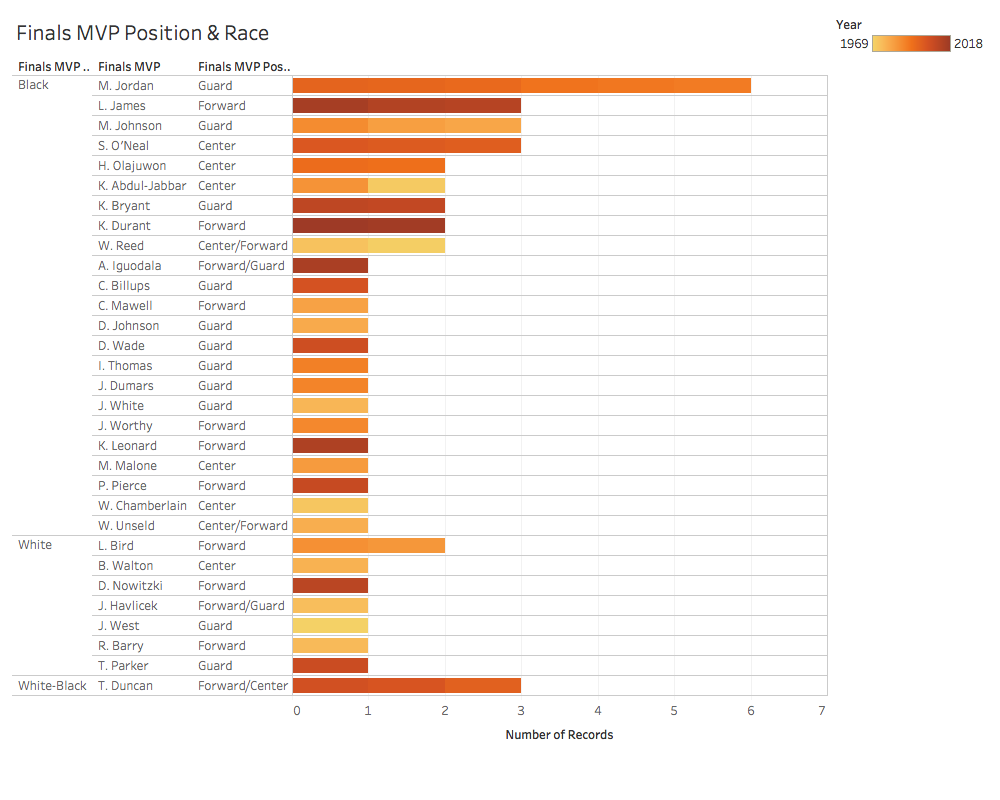 Finals MVP Position & Race
Year
1969 2018
Finals MVP .. Finals MVP Finals MVP Pos..
Black M. Jordan Guard
L. James Forward
M. Johnson Guard
S. O'Neal Center
H. Olajuwon Center
K. Abdul-Jabbar Center
K. Bryant Guard
K. Durant Forward
W. Reed Center/Forward
A. Iguodala Forward/Guard
C. Billups Guard
C. Mawell Forward
D. Johnson Guard
D. Wade Guard
I. Thomas Guard
J. Dumars Guard
J. White Guard
J. Worthy Forward
K. Leonard Forward
M. Malone Center
P. Pierce Forward
W. Chamberlain Center
W. Unseld Center/Forward
White L. Bird Forward
B. Walton Center
D. Nowitzki Forward
J. Havlicek Forward/Guard
J. West Guard
R. Barry Forward
T. Parker Guard
White-Black T. Duncan Forward/Center
0 1 2 3 4 5 6 7
Number of Records